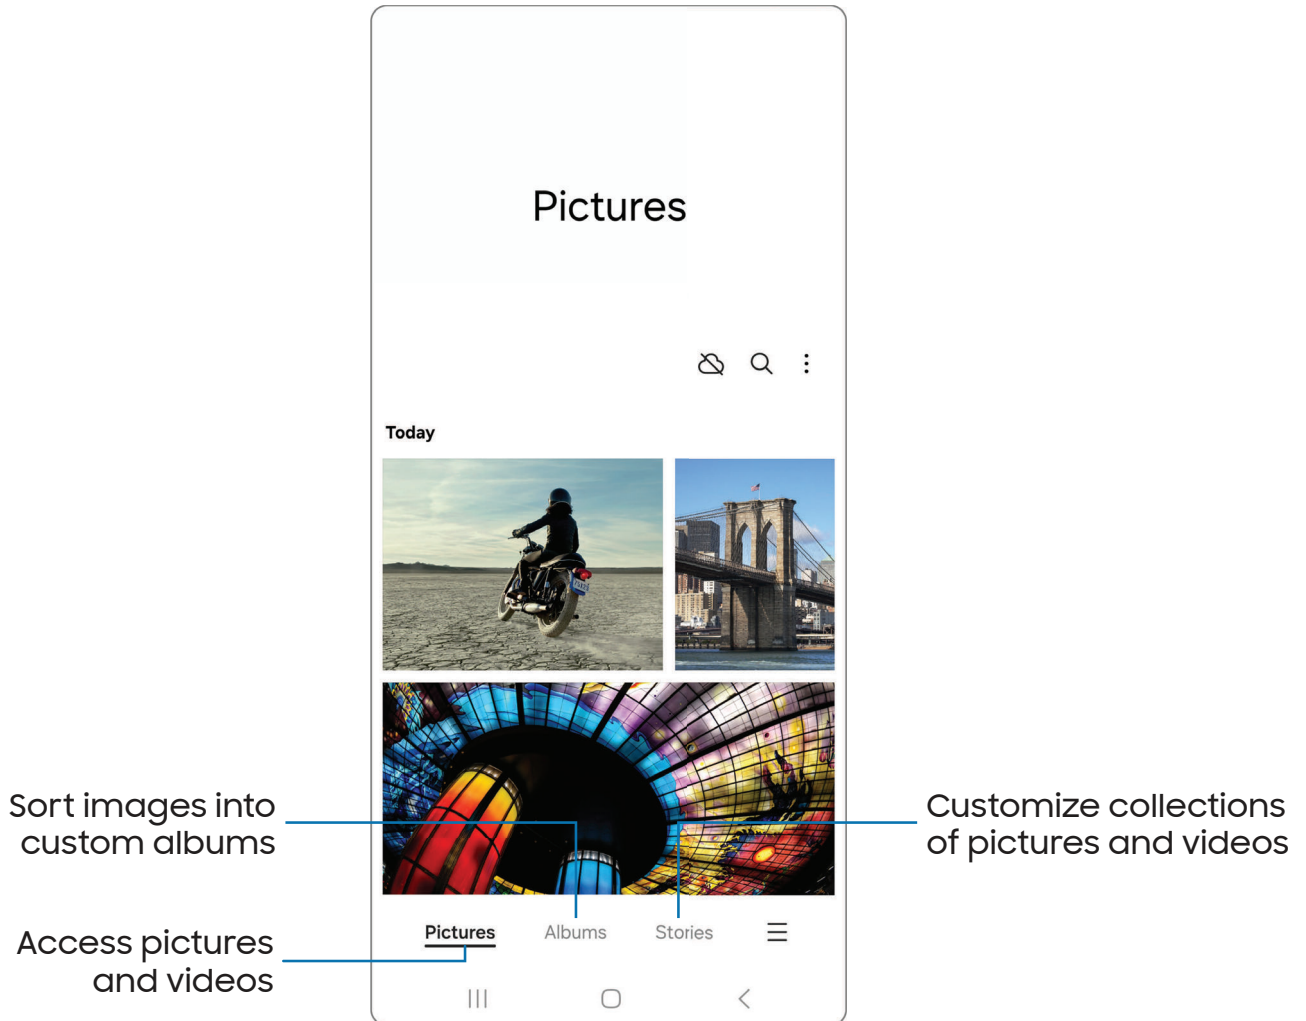 Pictures
Today
Sort images into
custom albums
Customize collections
of pictures and videos
Pictures
Albums
Stories
Access pictures
and videos